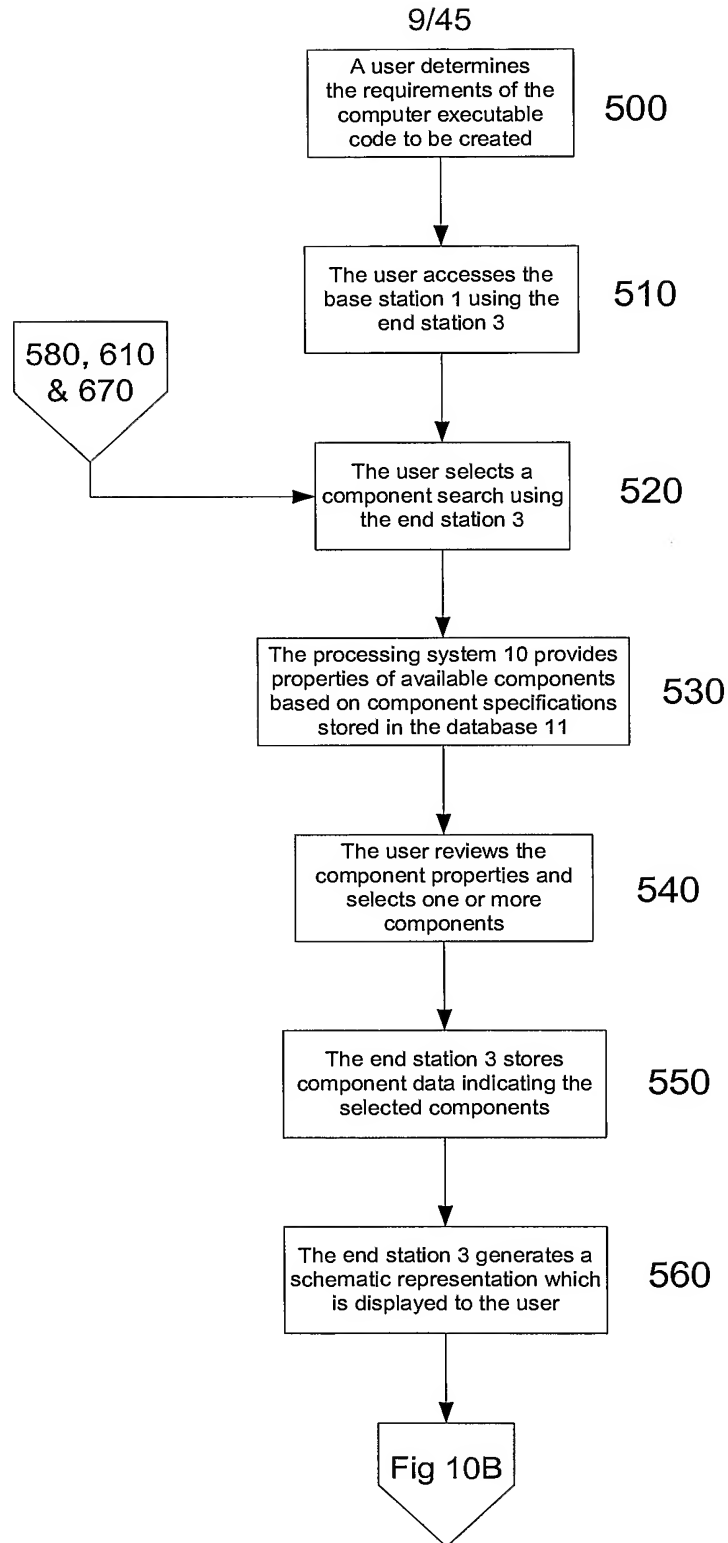 9/45
A user determines
the requirements of the
computer executable
code to be created
500
The user accesses the
base station 1 using the
end station 3
510
580, 610
& 670
The user selects a
component search using
the end station 3
520
The processing system 10 provides
properties of available components
based on component specifications
stored in the database 11
530
The user reviews the
component properties and
selects one or more
components
540
The end station 3 stores
component data indicating the
selected components
550
The end station 3 generates a
schematic representation which
is displayed to the user
560
Fig 10B